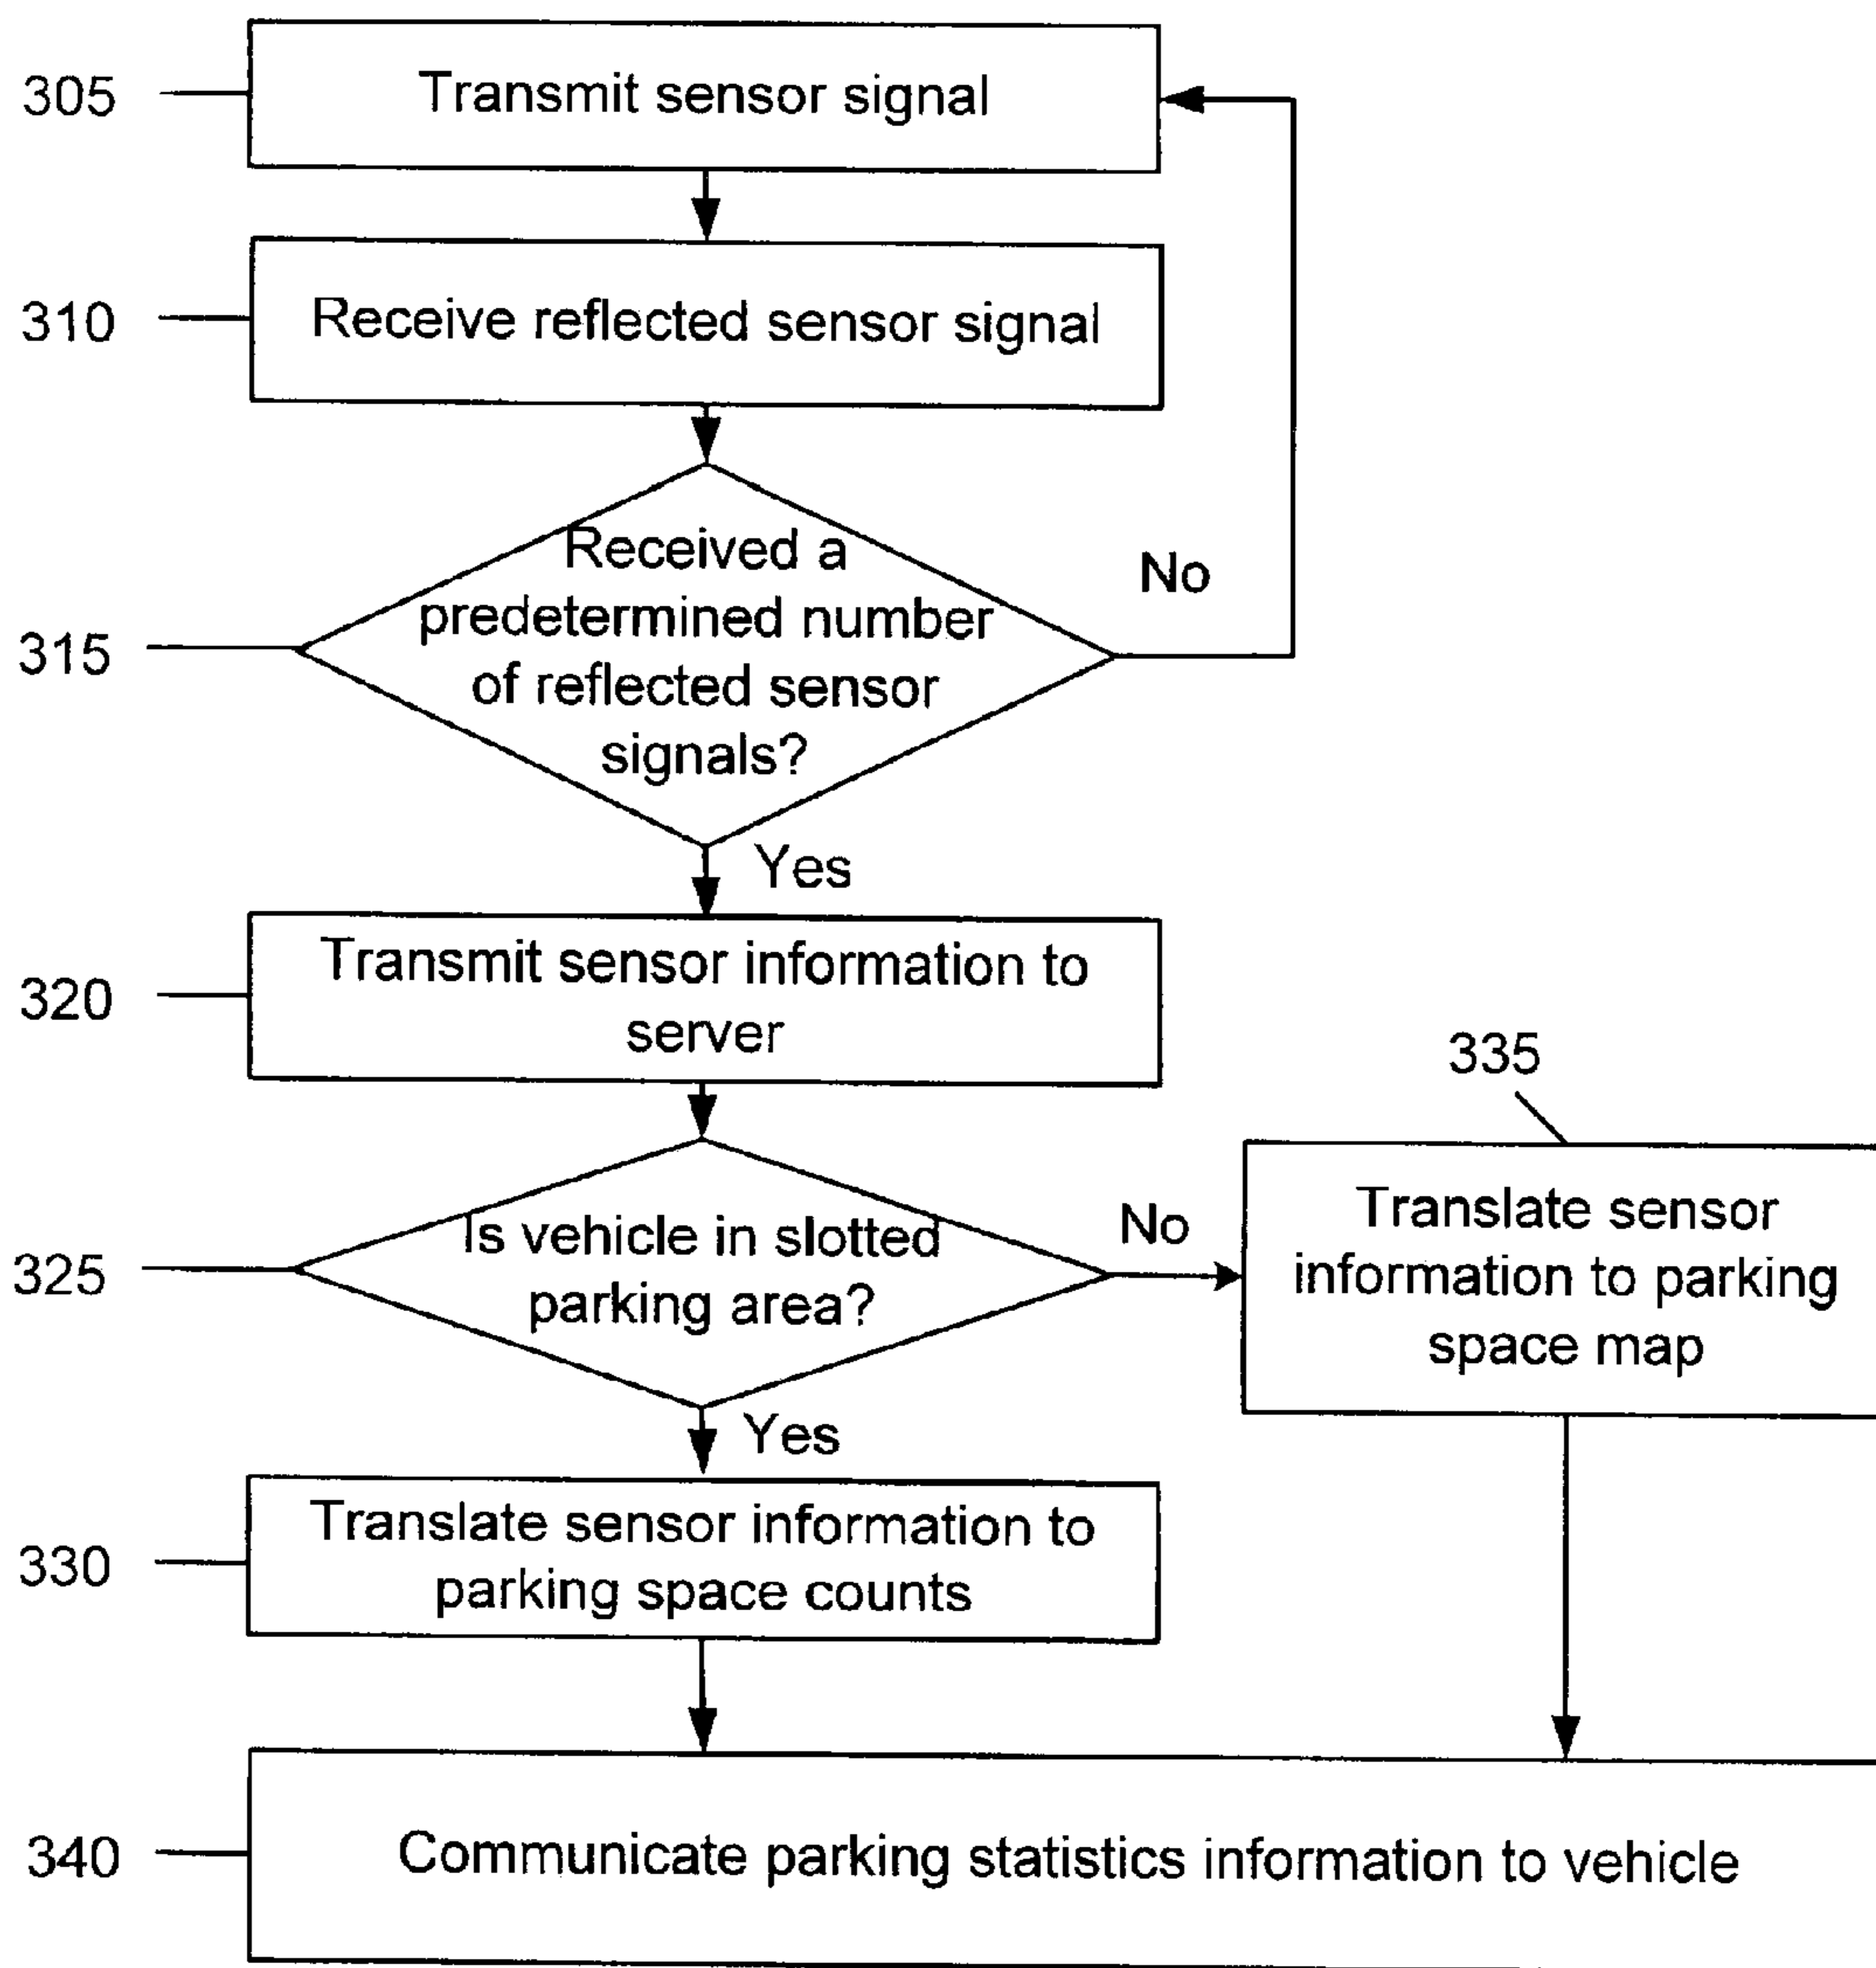 305
Transmit sensor signal
310
Receive reflected sensor signal
315
Received a
predetermined number
of reflected sensor
signals?
No
Yes
320
Transmit sensor information to
server
325
Is vehicle in slotted
parking area?
No
335
Translate sensor
information to parking
space map
Yes
330
Translate sensor information to
parking space counts
340
Communicate parking statistics information to vehicle